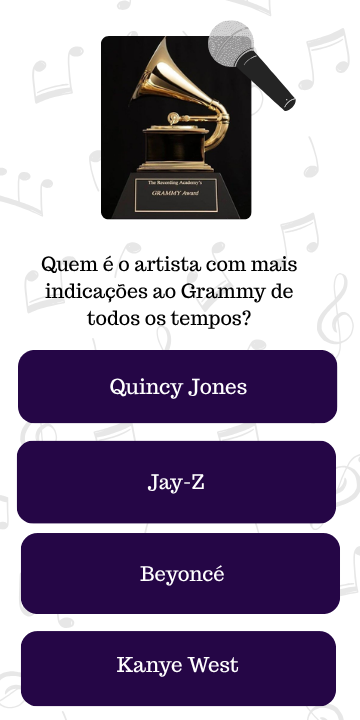 The Recording Academy's
GRAMMY Award
Quem é o artista com mais
indicações ao Grammy de
todos os tempos?
Quincy Jones
Jay-Z
Beyoncé
Kanye West